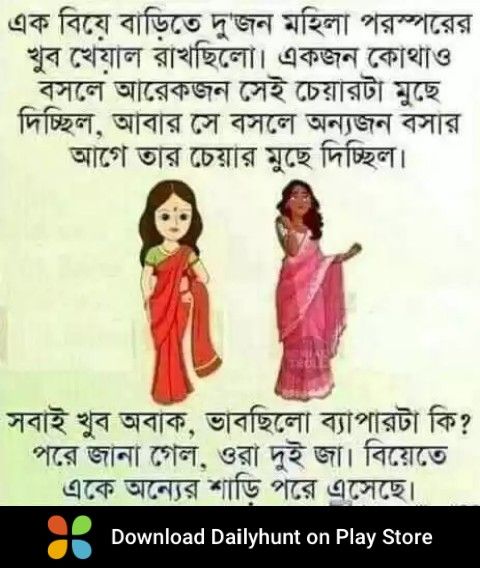 এক বিয়ে বাড়িতে দু'জন মহিলা পরস্পরের
খুব খেয়াল রাখছিলো। একজন কোথাও
বসলে আরেকজন সেই চেয়ারটা মুছে
দিচ্ছিল, আবার সে বসলে অন্যজন বসার
আগে তার চেয়ার মুছে দিচ্ছিল।
সবাই খুব অবাক, ভাবছিলো ব্যাপারটা কি?
পরে জানা গেল, ওরা দুই জা। বিয়েতে
একে অন্যের শাড়ি পরে এসেছে।
Download Dailyhunt on Play Store